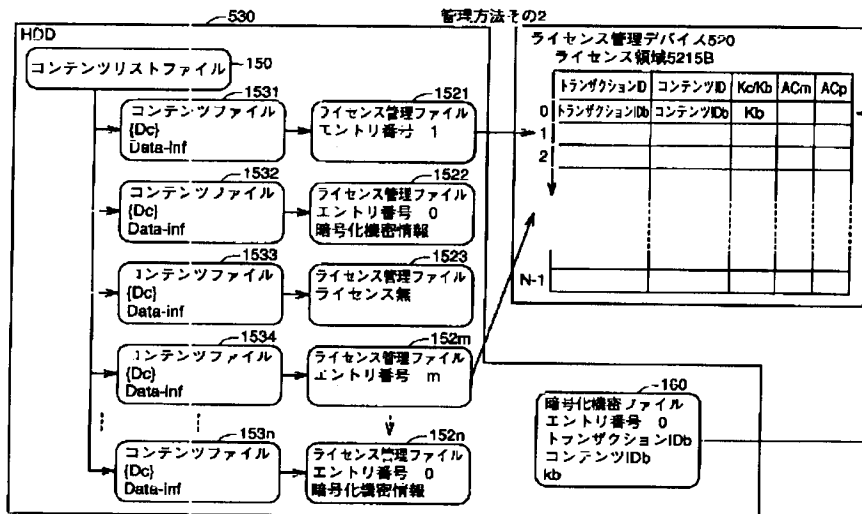 管理方法その2
530
HDD
コンテンツリストファイル
150
1531
コンテンツファイル
{Dc}
Data-inf
1521
ライセンス管理ファイル
エントリ番号 1
1532
コンテンツファイル
{Dc}
Data-inf
1522
ライセンス管理ファイル
エントリ番号 0
暗号化機密情報
1533
コンテンツファイル
{Dc}
Data-inf
1523
ライセンス管理ファイル
ライセンス無
1534
コンテンツファイル
{Dc}
Data-inf
152m
ライセンス管理ファイル
エントリ番号 m
153n
コンテンツファイル
{Dc}
Data-inf
152n
ライセンス管理ファイル
エントリ番号 0
暗号化機密情報
ライセンス管理デバイス520
ライセンス領域5215B
トランザクションID コンテンツID Kc/Kb ACm ACp
0 トランザクションIDb コンテンツIDb Kb
1
2
N-1
160
暗号化機密ファイル
エントリ番号 0
トランザクションIDb
コンテンツIDb
kb